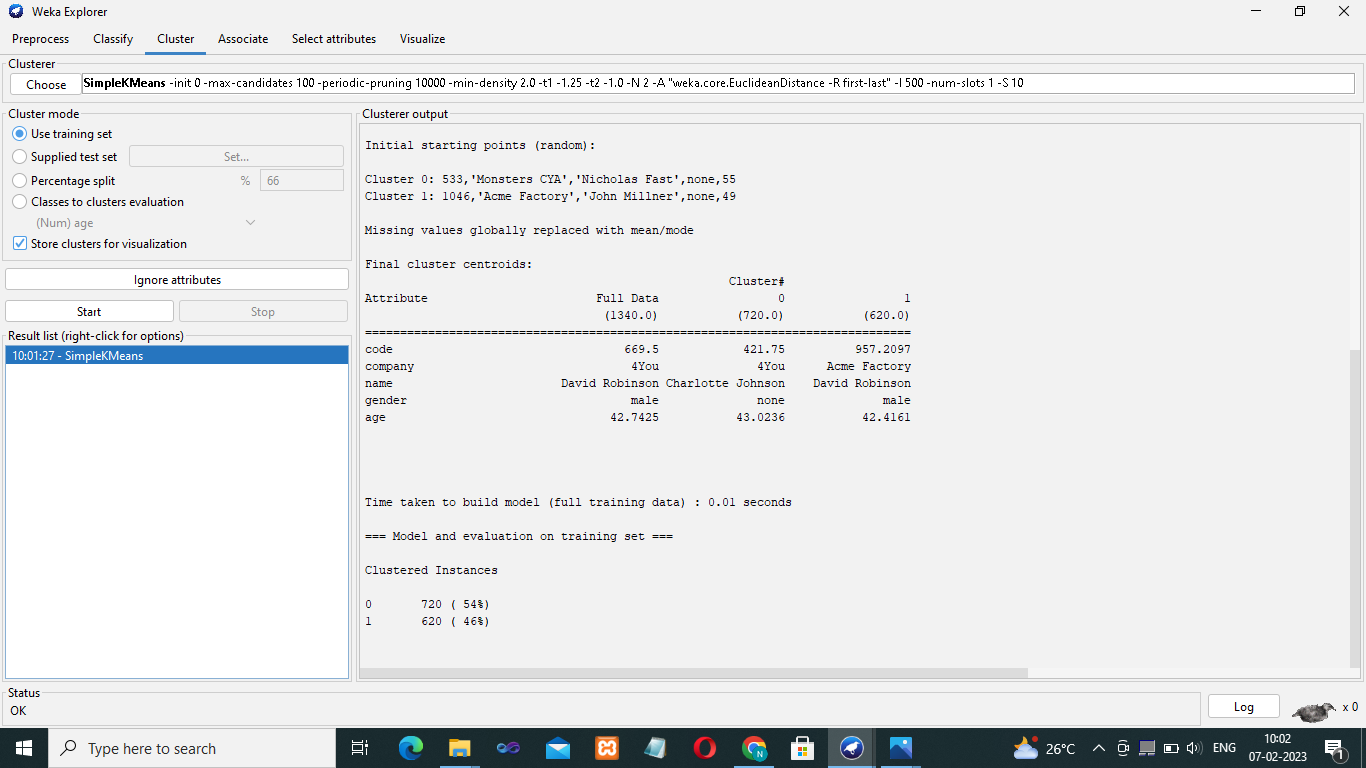 Weka Explorer
Preprocess Classify Cluster Associate Select attributes Visualize
Clusterer
Choose SimpleKMeans -init 0 -max-candidates 100 -periodic-pruning 10000 -min-density 2.0 -t1 -1.25 -t2 -1.0 -N 2 -A "weka.core.EuclideanDistance -R first-last" -I 500 -num-slots 1 -S 10
Cluster mode
Use training set
Supplied test set Set...
Percentage split % 66
Classes to clusters evaluation
(Num) age
Store clusters for visualization
Ignore attributes
Start Stop
Result list (right-click for options)
10:01:27 - SimpleKMeans
Clusterer output
Initial starting points (random):
Cluster 0: 533,'Monsters CYA','Nicholas Fast',none,55
Cluster 1: 1046,'Acme Factory','John Millner',none,49
Missing values globally replaced with mean/mode
Final cluster centroids:
Cluster#
Attribute Full Data 0 1
(1340.0) (720.0) (620.0)
==============================================================================
code 669.5 421.75 957.2097
company 4You 4You Acme Factory
name David Robinson Charlotte Johnson David Robinson
gender male none male
age 42.7425 43.0236 42.4161
Time taken to build model (full training data) : 0.01 seconds
=== Model and evaluation on training set ===
Clustered Instances
0 720 ( 54%)
1 620 ( 46%)
Status
OK
Log x 0
Type here to search
26°C
ENG
10:02
07-02-2023
1